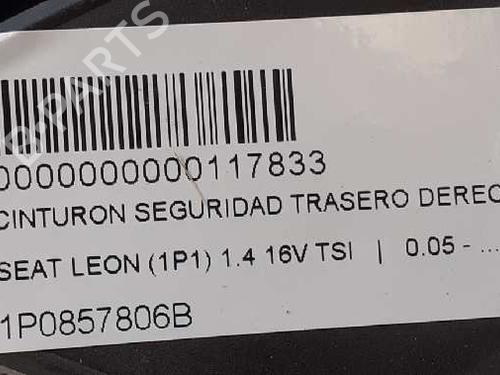 B-PARTS
0000000000117833
CINTURON SEGURIDAD TRASERO DEREC
SEAT LEON (1P1) 1.4 16V TSI | 0.05 - ...
1P0857806B